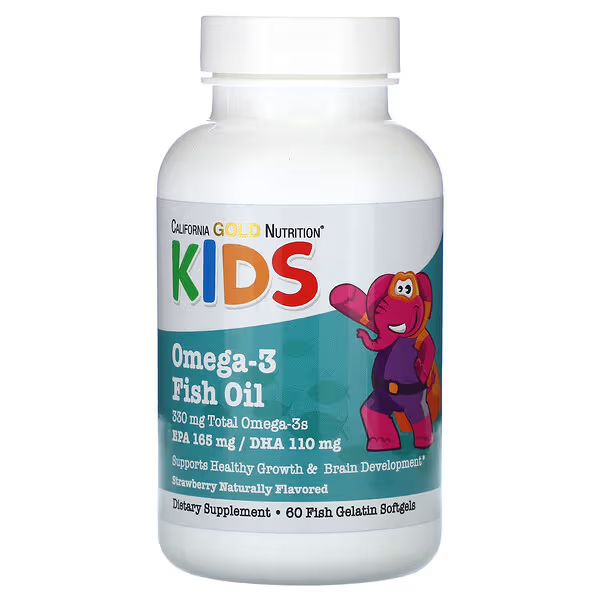 CALIFORNIA GOLD NUTRITION®
KIDS
Omega-3
Fish Oil
330 mg Total Omega-3s
EPA 165 mg / DHA 110 mg
Supports Healthy Growth & Brain Development*
Strawberry Naturally Flavored
Dietary Supplement • 60 Fish Gelatin Softgels